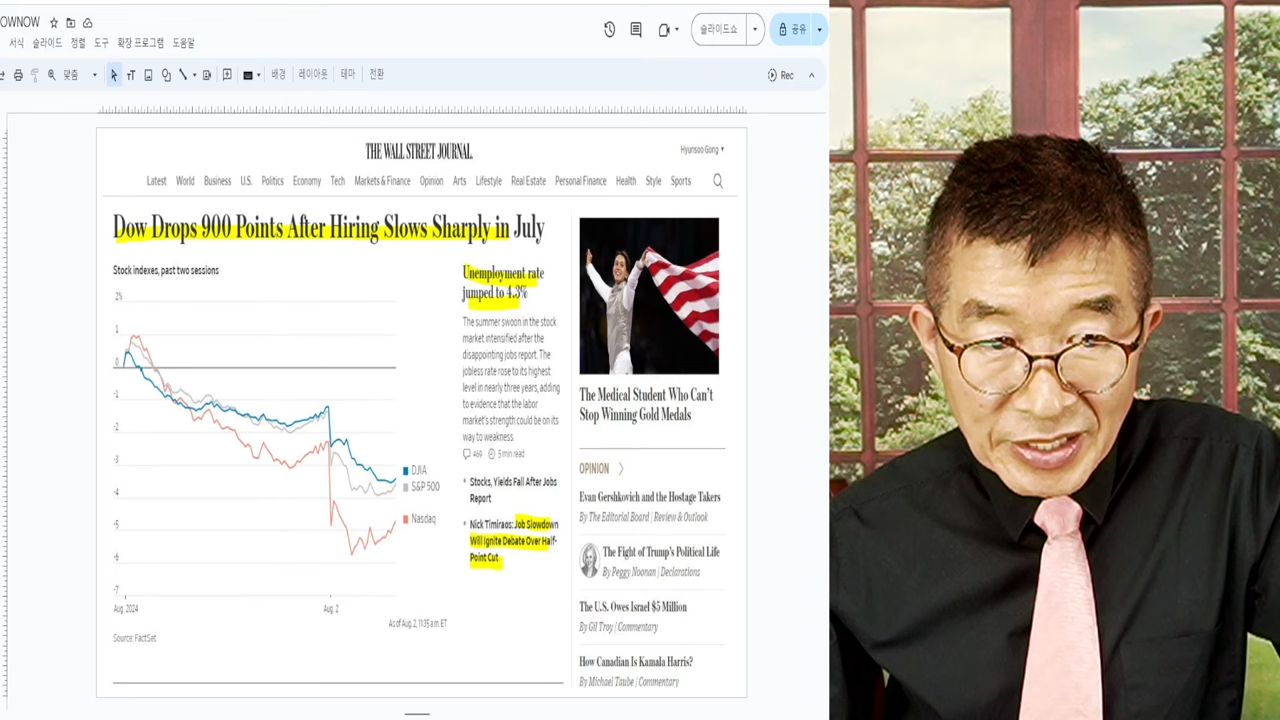 OWNOW
서식 슬라이드 정렬 도구 확장 프로그램 도움말
슬라이드쇼
공유
맞춤
배경 레이아웃 테마 전환
Rec
THE WALL STREET JOURNAL.
Hyunsoo Gong
Latest World Business U.S. Politics Economy Tech Markets & Finance Opinion Arts Lifestyle Real Estate Personal Finance Health Style Sports
Dow Drops 900 Points After Hiring Slows Sharply in July
Stock indexes, past two sessions
2%
1
0
-1
-2
-3
-4
-5
-6
-7
DJIA
S&P 500
Nasdaq
Aug. 2024
Aug. 2
As of Aug. 2, 11:35 a.m. ET
Source: FactSet
Unemployment rate
jumped to 4.3%
The summer swoon in the stock
market intensified after the
disappointing jobs report. The
jobless rate rose to its highest
level in nearly three years, adding
to evidence that the labor
market's strength could be on its
way to weakness.
469 5 min read
Stocks, Yields Fall After Jobs
Report
Nick Timiraos: Job Slowdown
Will Ignite Debate Over Half-
Point Cut
The Medical Student Who Can't
Stop Winning Gold Medals
OPINION
Evan Gershkovich and the Hostage Takers
By The Editorial Board | Review & Outlook
The Fight of Trump's Political Life
By Peggy Noonan | Declarations
The U.S. Owes Israel $5 Million
By Gil Troy | Commentary
How Canadian Is Kamala Harris?
By Michael Taube | Commentary